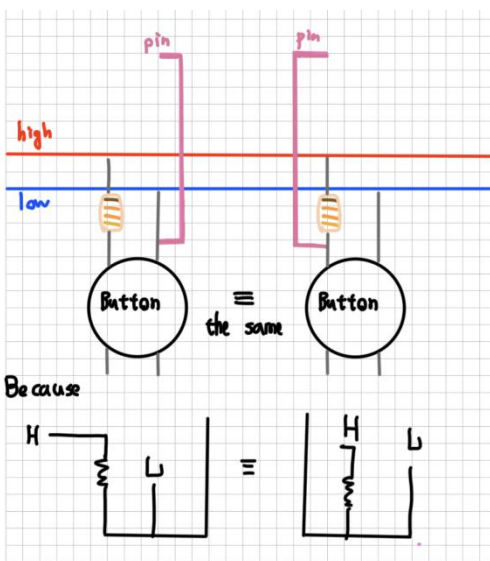 pin
pin
high
low
Button
≡
the same
Button
Because
H
L
≡
H
L